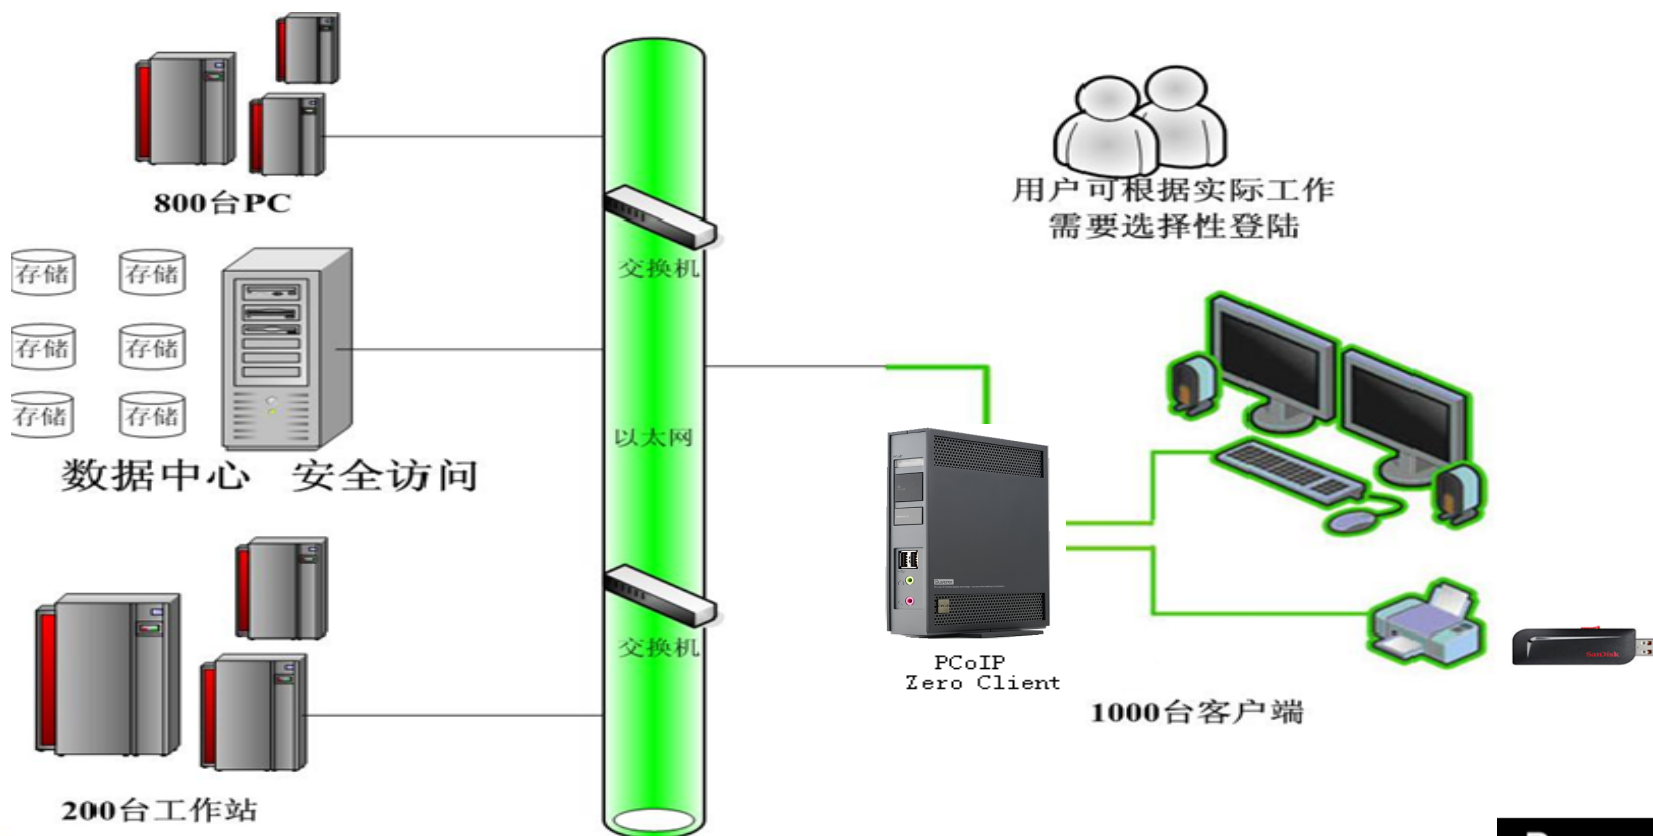 800台PC
存储
存储
存储
存储
存储
存储
数据中心 安全访问
200台工作站
交换机
以太网
交换机
用户可根据实际工作
需要选择性登陆
PCoIP
Zero Client
SanDisk
1000台客户端